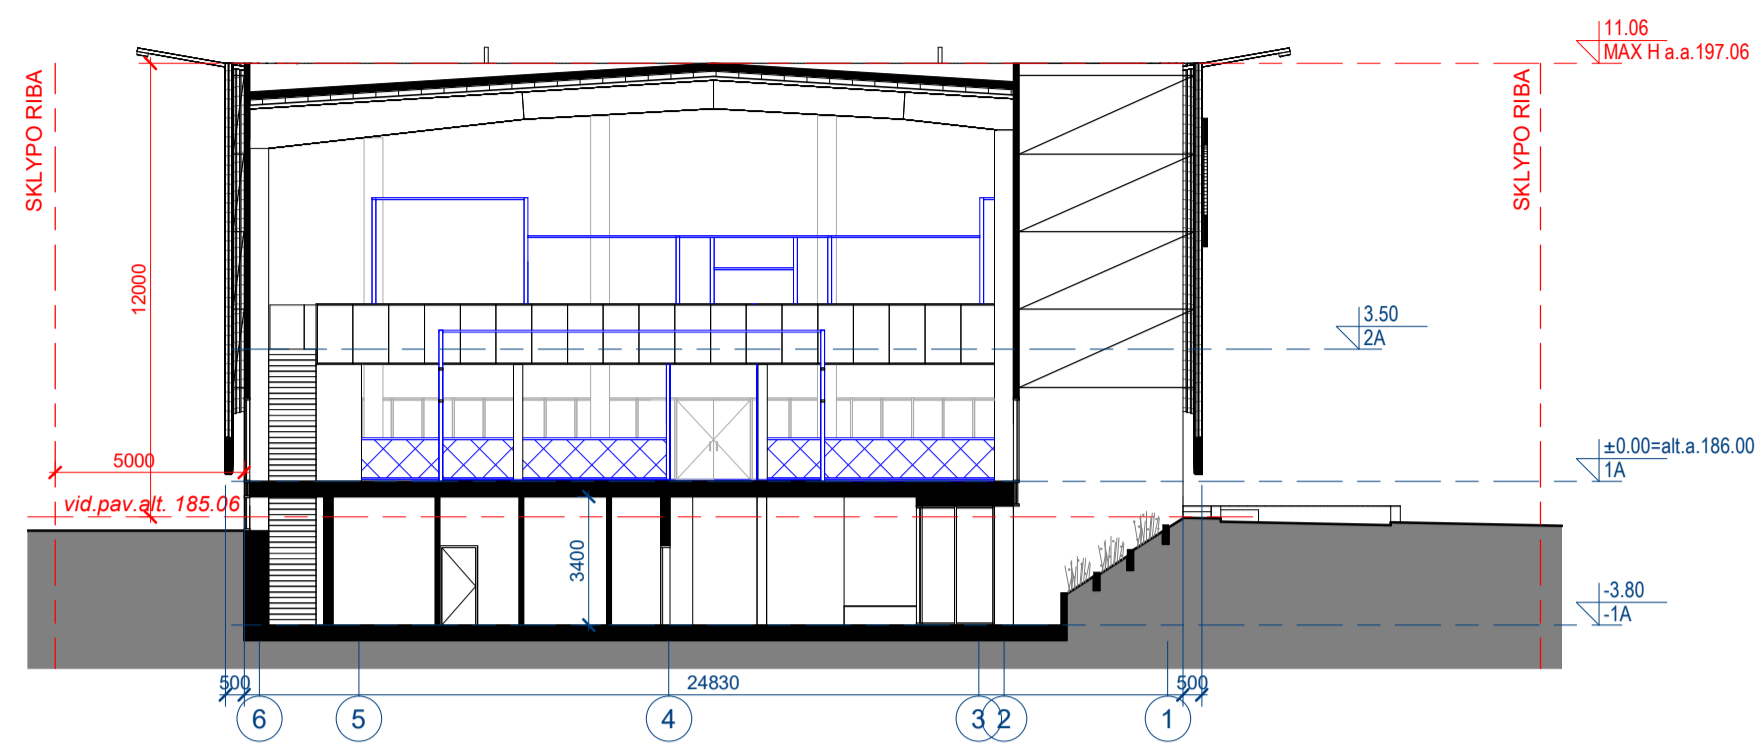 11.06
MAX H a.a.197.06
SKLYPO RIBA
SKLYPO RIBA
12000
3.50
2A
±0.00=alt.a.186.00
1A
5000
vid.pav.alt. 185.06
3400
-3.80
-1A
500
24830
500
6
5
4
3
2
1